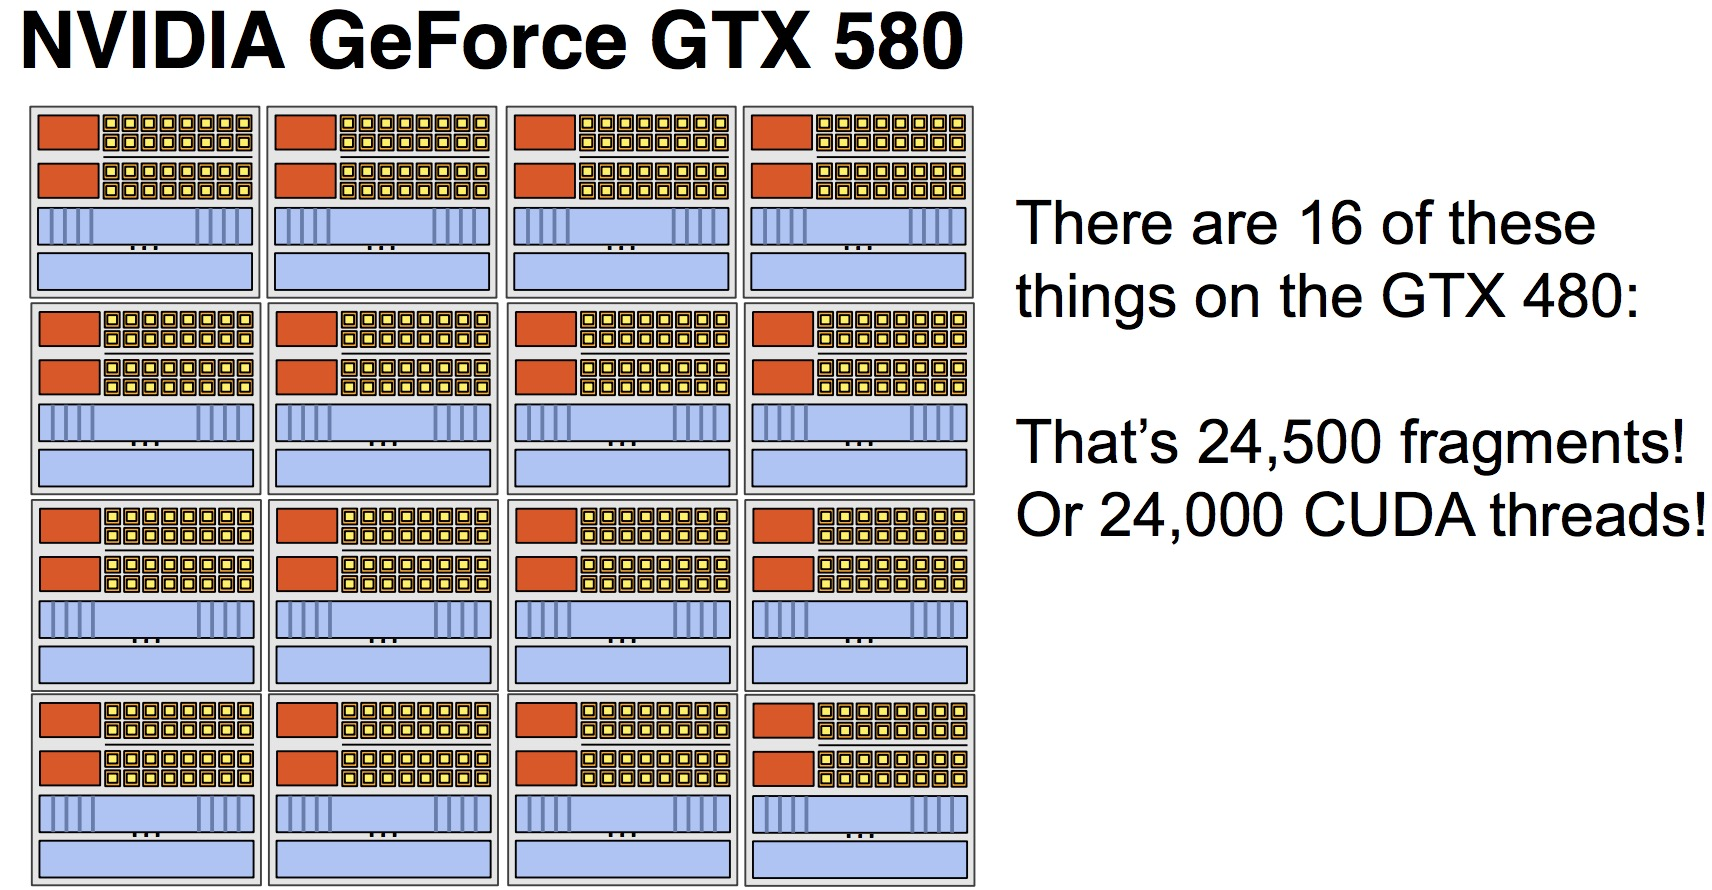 NVIDIA GeForce GTX 580
There are 16 of these
things on the GTX 480:
That’s 24,500 fragments!
Or 24,000 CUDA threads!